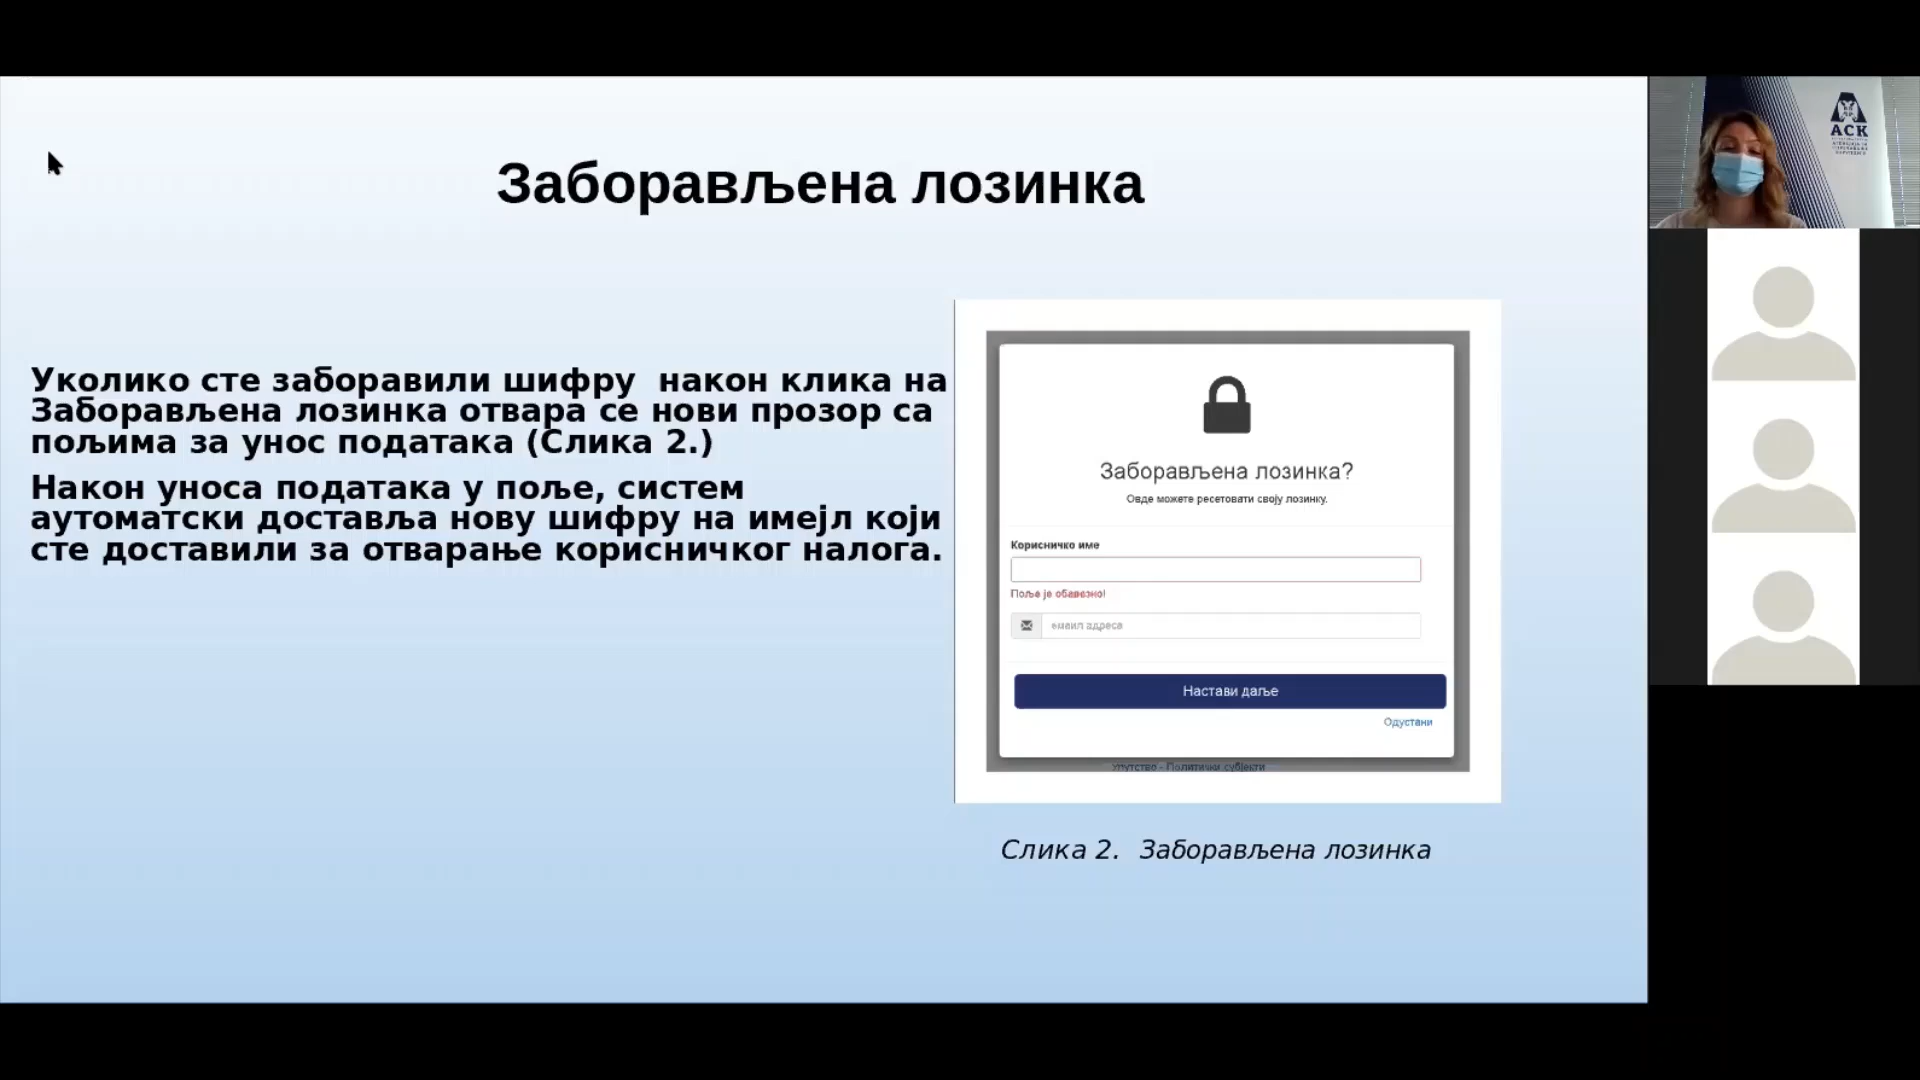 Заборављена лозинка
Уколико сте заборавили шифру након клика на
Заборављена лозинка отвара се нови прозор са
пољима за унос података (Слика 2.)
Након уноса података у поље, систем
аутоматски доставља нову шифру на имејл који
сте доставили за отварање корисничког налога.
Заборављена лозинка?
Овде можете ресетовати своју лозинку.
Корисничко име
Поље је обавезно!
емаил адреса
Настави даље
Одустани
Упутство - Политички субјекти
Слика 2. Заборављена лозинка
АСК